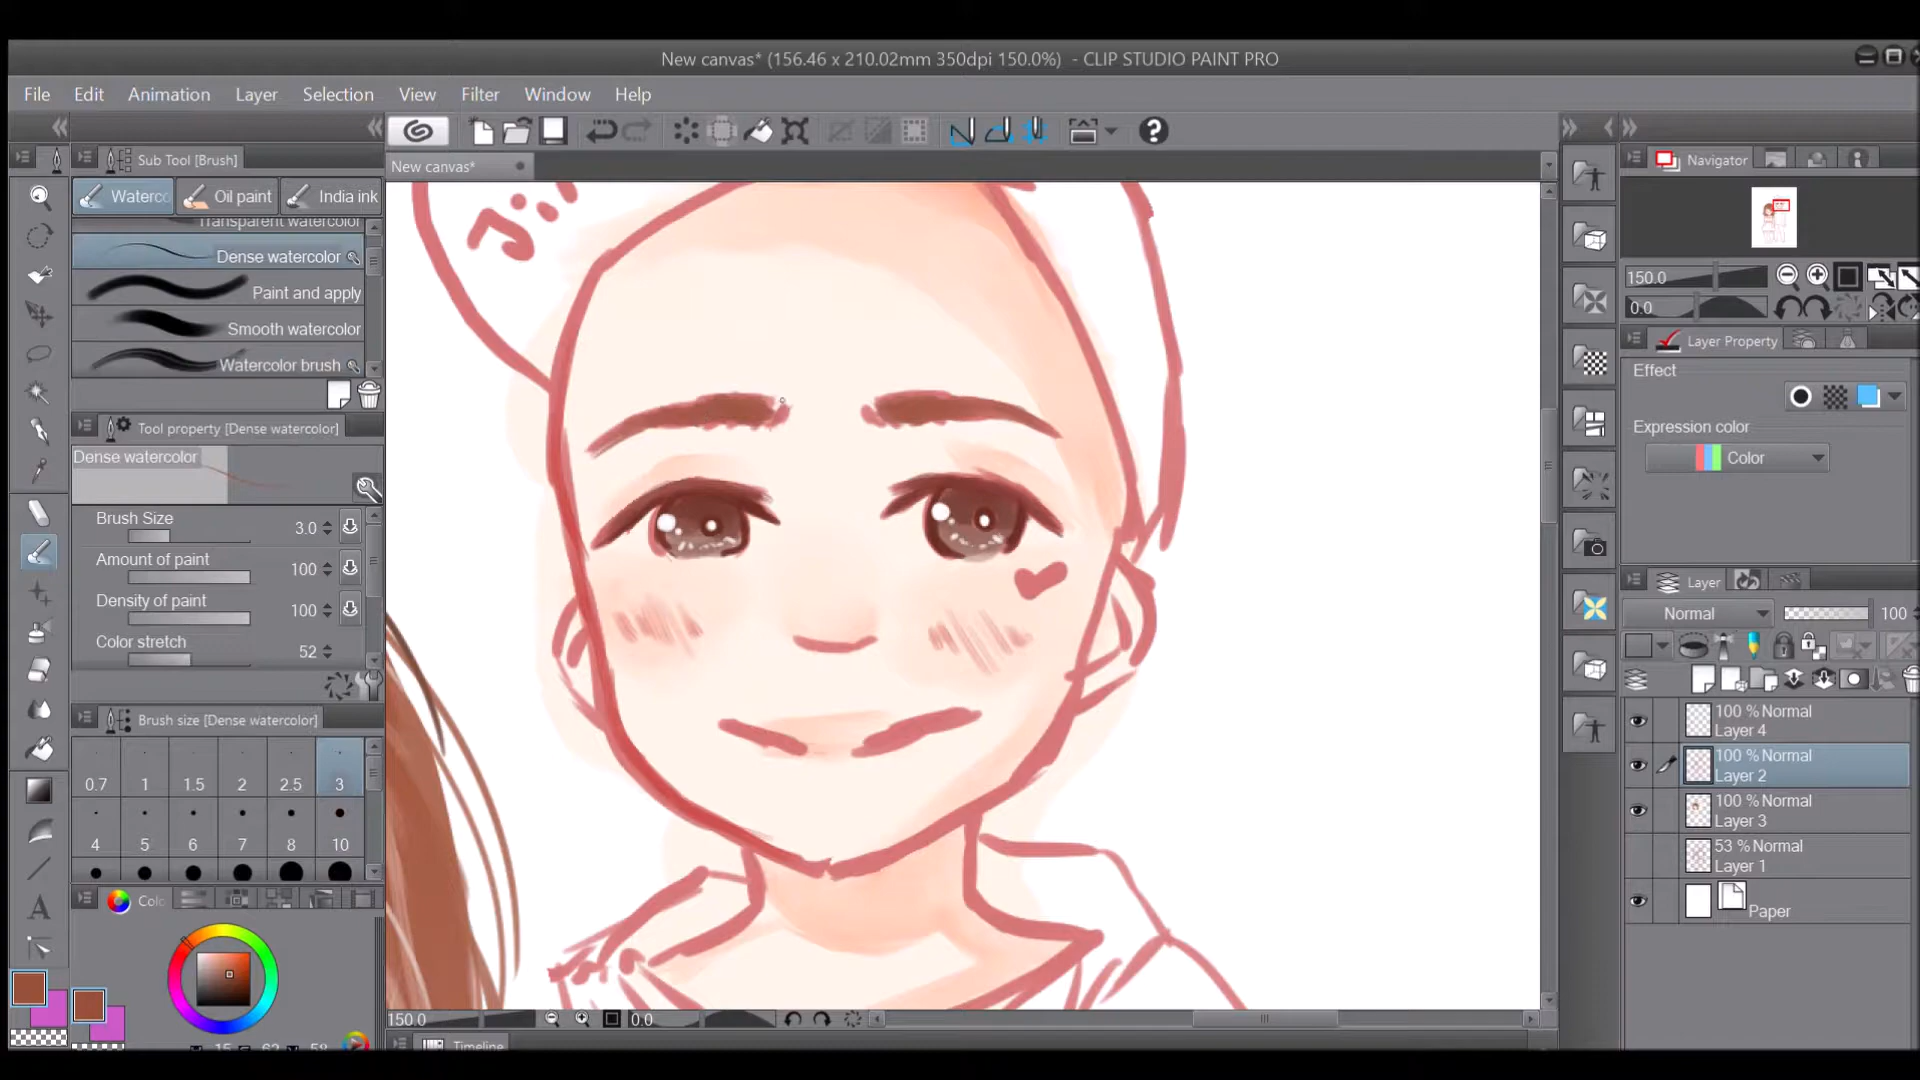 New canvas* (156.46 x 210.02mm 350dpi 150.0%) - CLIP STUDIO PAINT PRO
File Edit Animation Layer Selection View Filter Window Help
Sub Tool [Brush]
New canvas*
Navigator
Waterco Oil paint India ink
Transparent watercolor
Dense watercolor
Paint and apply
Smooth watercolor
Watercolor brush
150.0
0.0
Layer Property
Effect
Expression color
Color
Tool property [Dense watercolor]
Dense watercolor
Brush Size 3.0
Amount of paint 100
Density of paint 100
Color stretch 52
Layer
Normal 100
Brush size [Dense watercolor]
0.7 1 1.5 2 2.5 3
4 5 6 7 8 10
100 % Normal
Layer 4
100 % Normal
Layer 2
100 % Normal
Layer 3
53 % Normal
Layer 1
Paper
Colo
150.0 0.0
Timeline